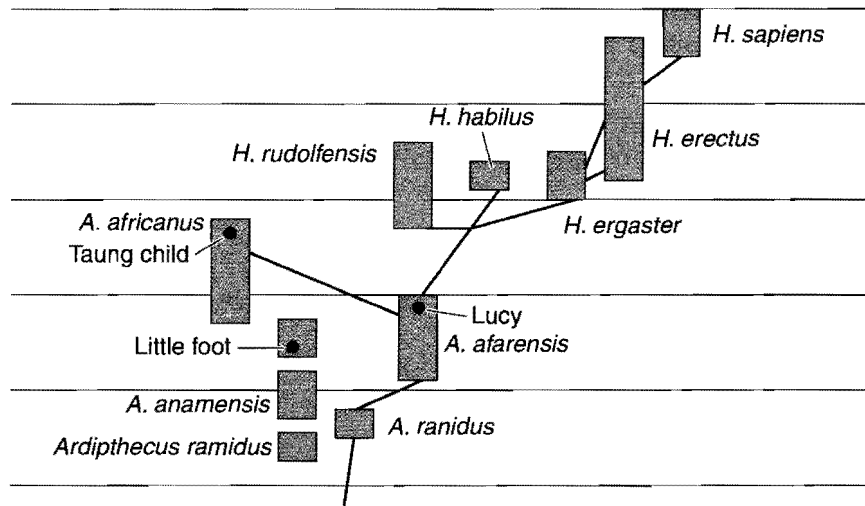 H. sapiens
H. habilus
H. erectus
H. rudolfensis
A. africanus
Taung child
H. ergaster
Lucy
Little foot
A. afarensis
A. anamensis
A. ranidus
Ardipthecus ramidus